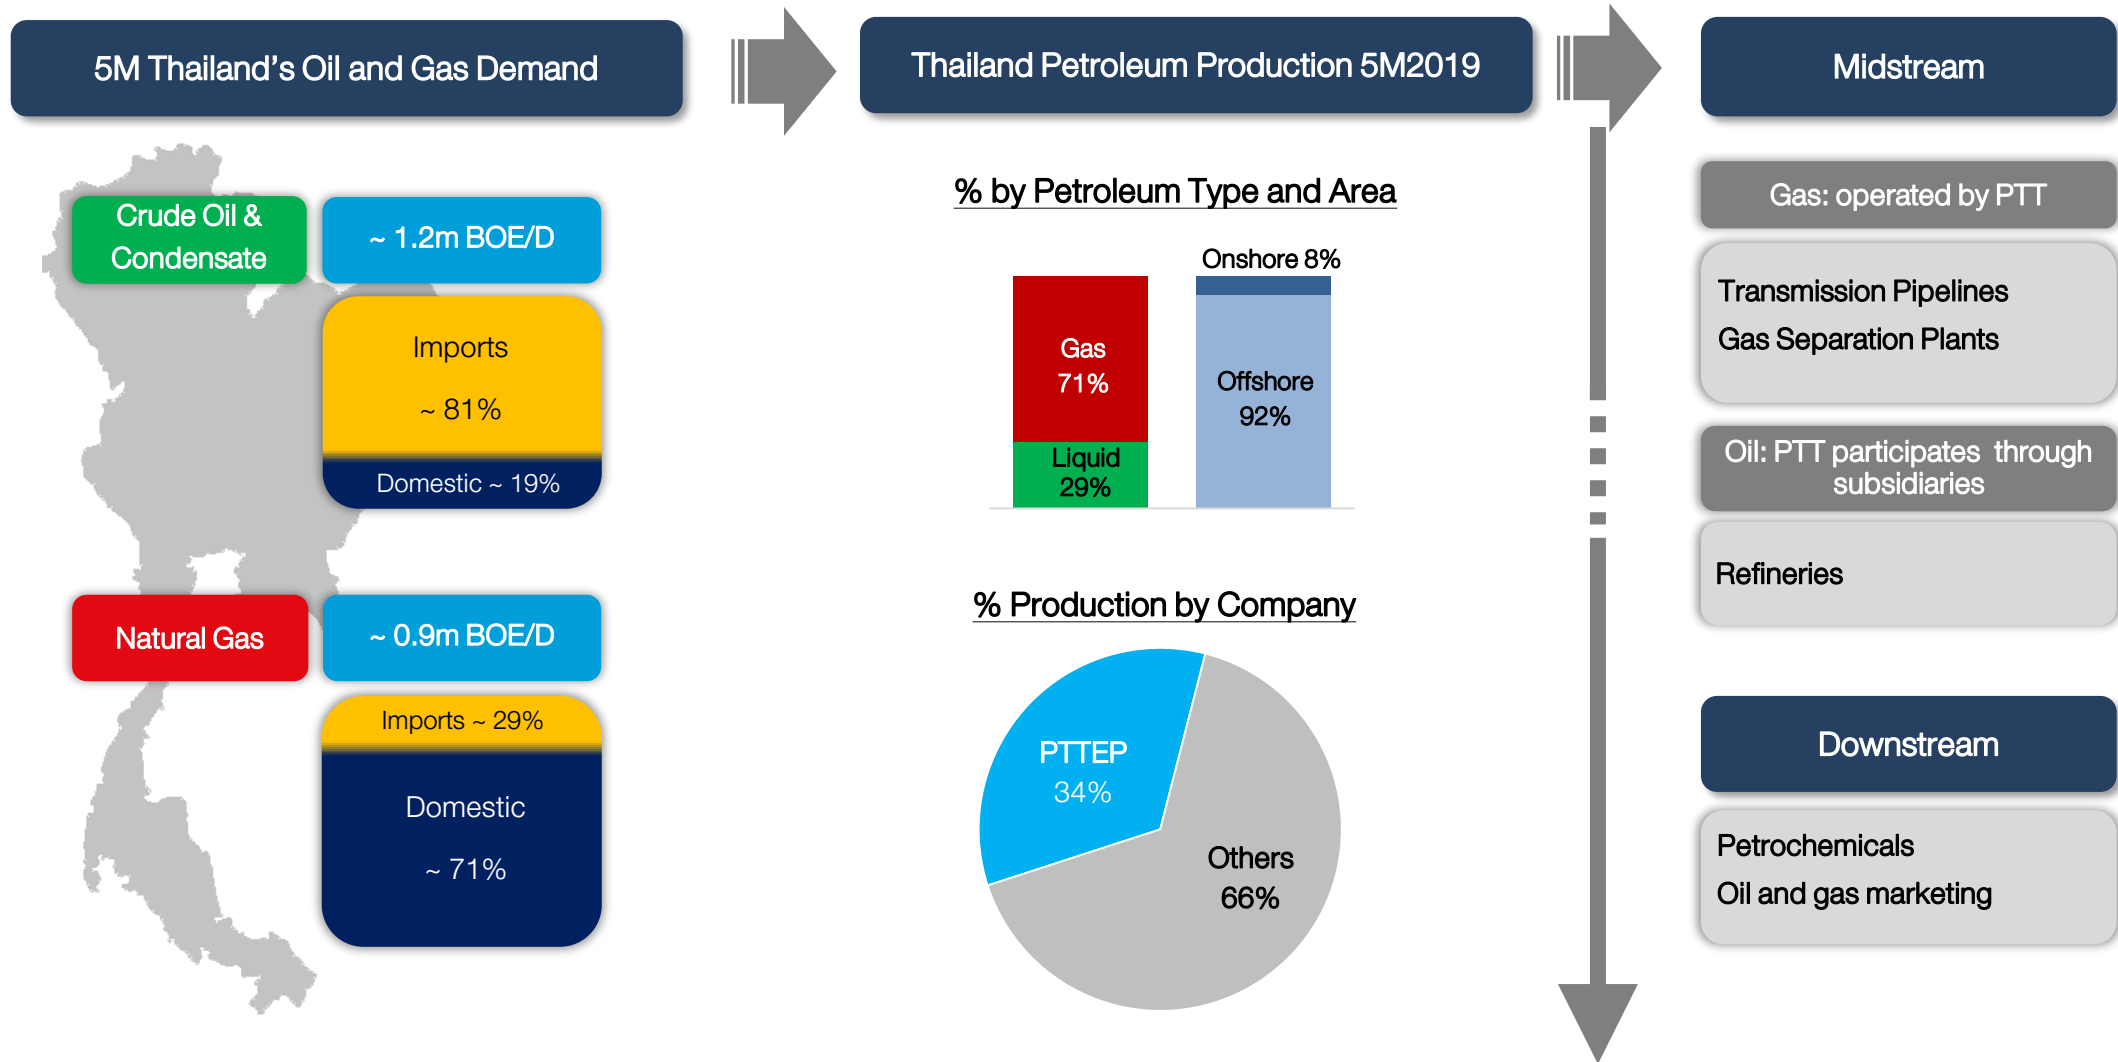 5M Thailand's Oil and Gas Demand
Crude Oil &
Condensate
~ 1.2m BOE/D
Imports
~ 81%
Domestic ~ 19%
Natural Gas
~ 0.9m BOE/D
Imports ~ 29%
Domestic
~ 71%
Thailand Petroleum Production 5M2019
% by Petroleum Type and Area
Onshore 8%
Gas
71%
Offshore
92%
Liquid
29%
% Production by Company
PTTEP
34%
Others
66%
Midstream
Gas: operated by PTT
Transmission Pipelines
Gas Separation Plants
Oil: PTT participates through
subsidiaries
Refineries
Downstream
Petrochemicals
Oil and gas marketing